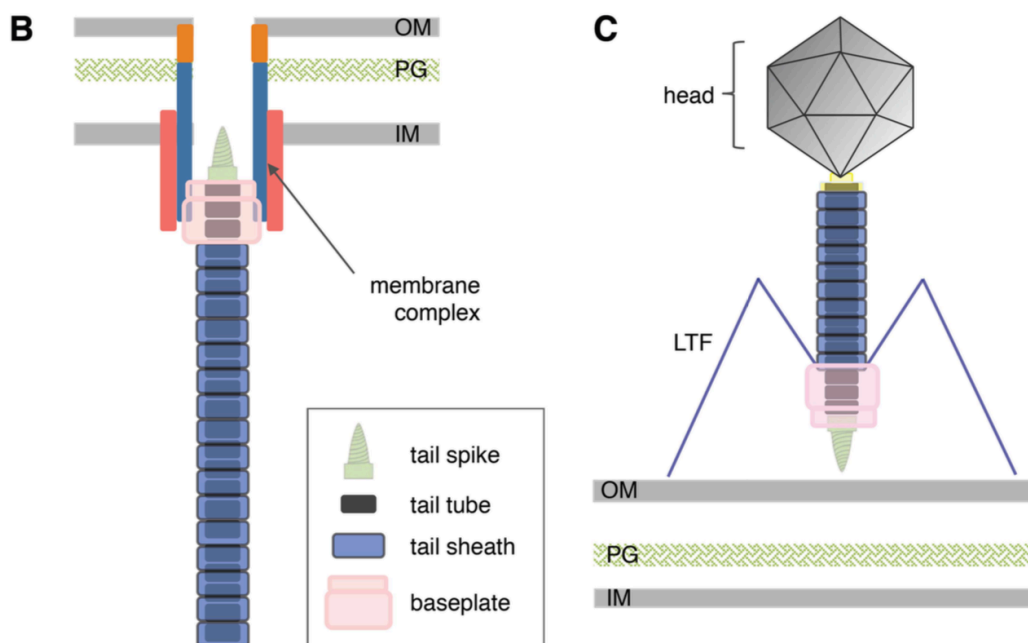 B
OM
PG
IM
membrane
complex
tail spike
tail tube
tail sheath
baseplate
C
head
LTF
OM
PG
IM